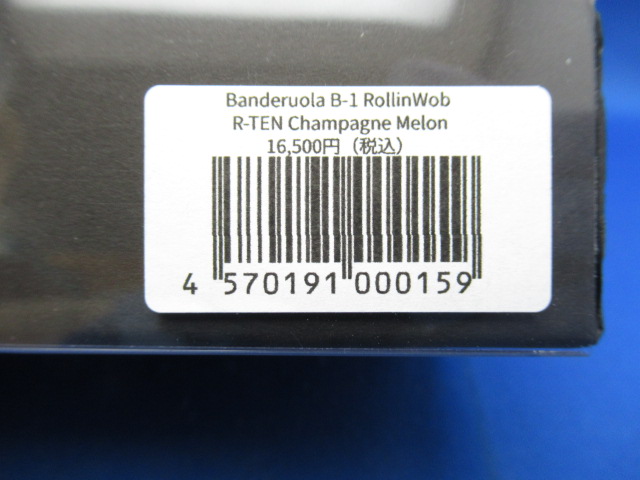 Banderuola B-1 RollinWob
R-TEN Champagne Melon
16,500円（税込）
4 570191 000159